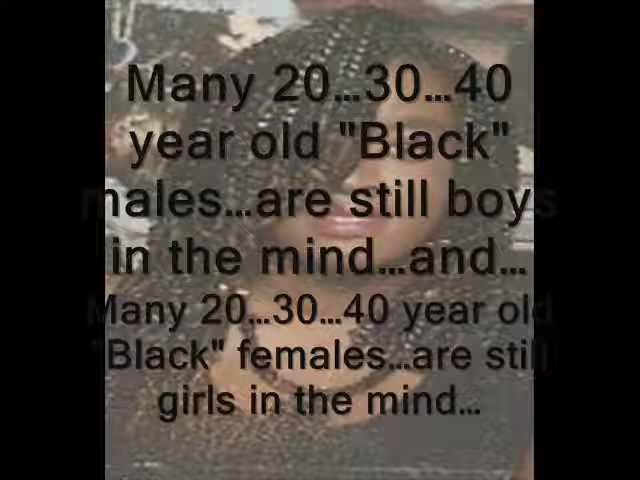 Many 20...30...40
year old "Black"
males...are still boys
in the mind...and...
Many 20...30...40 year old
"Black" females...are still
girls in the mind...